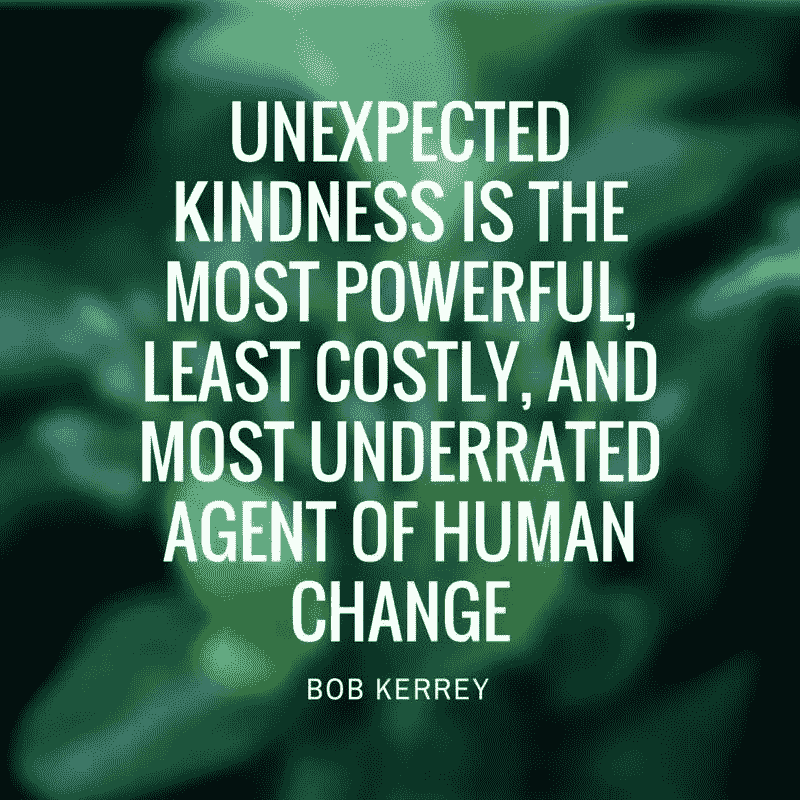 UNEXPECTED
KINDNESS IS THE
MOST POWERFUL,
LEAST COSTLY, AND
MOST UNDERRATED
AGENT OF HUMAN
CHANGE
BOB KERREY